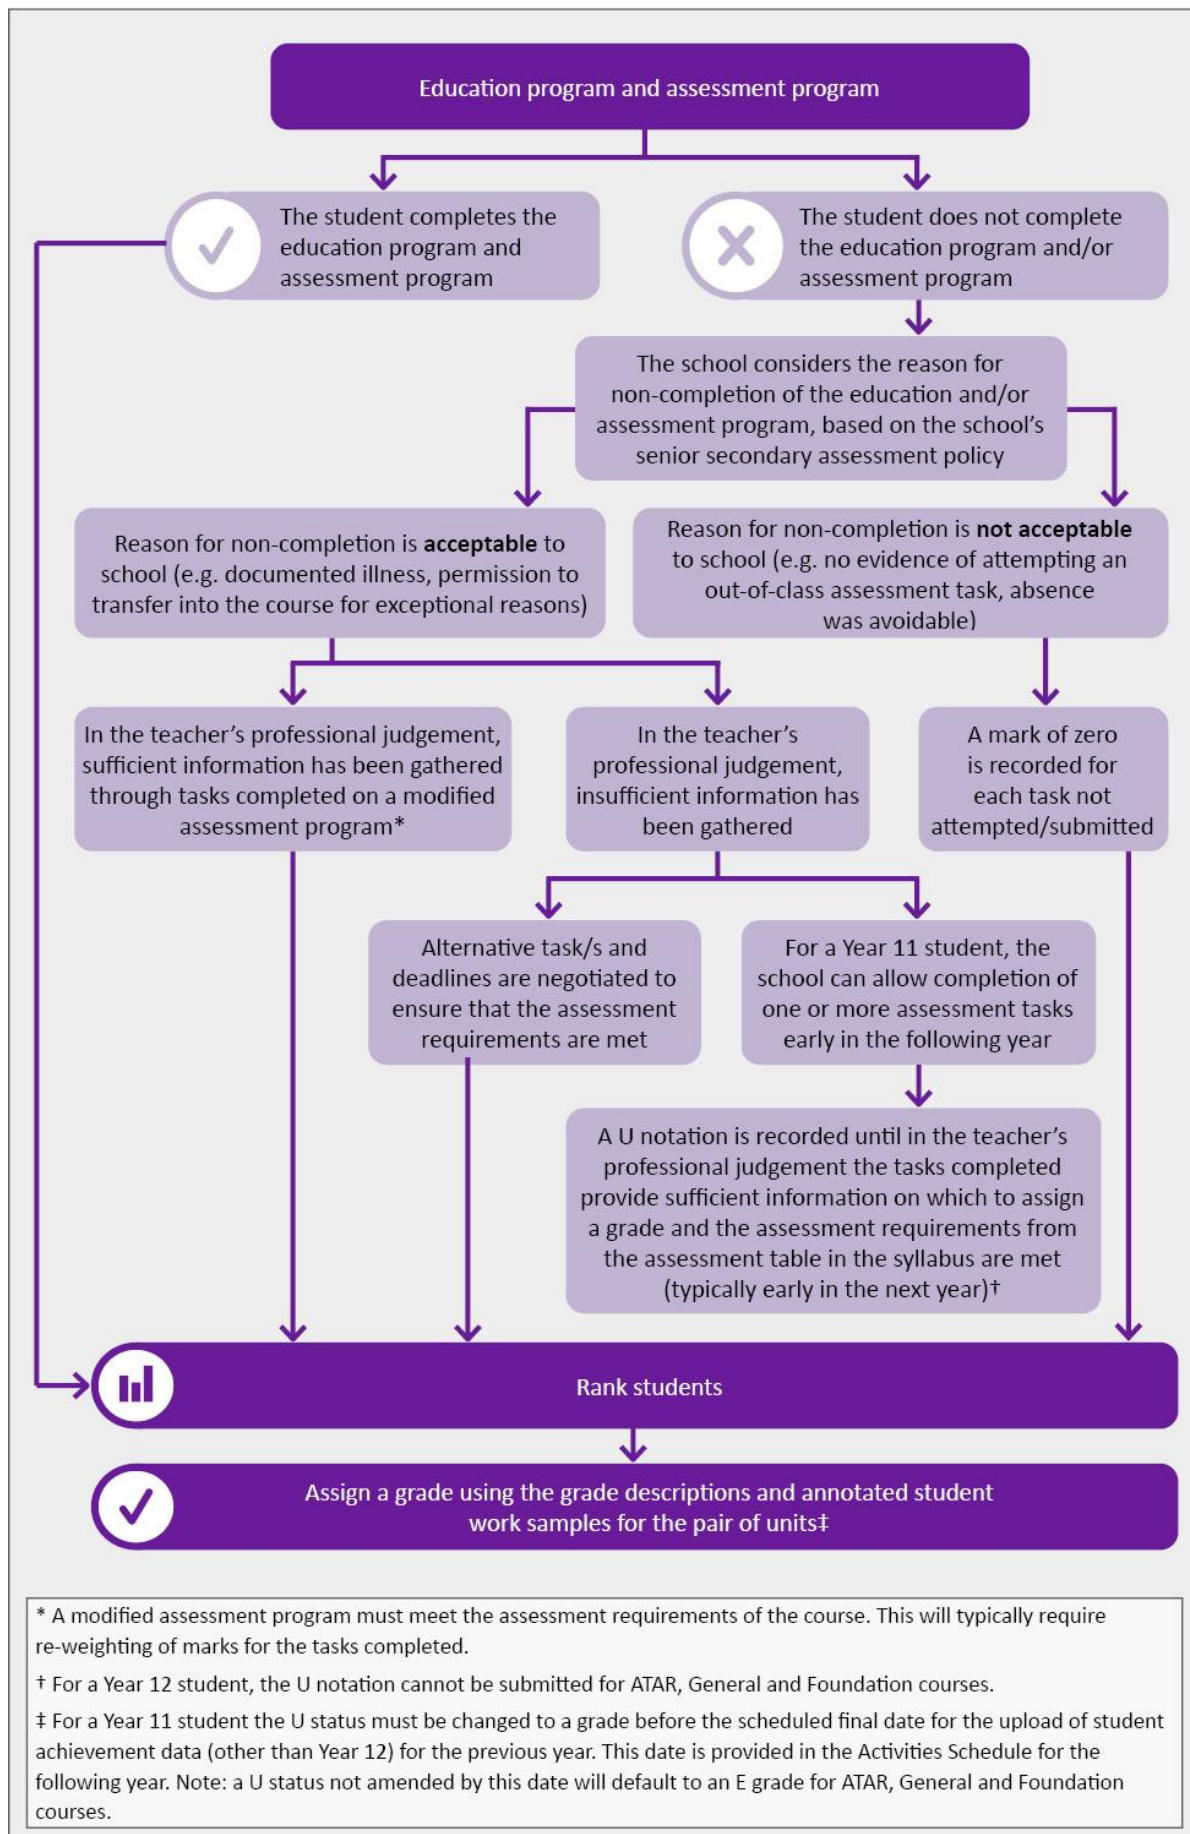 Education program and assessment program
The student completes the
education program and
assessment program
The student does not complete
the education program and/or
assessment program
The school considers the reason for
non-completion of the education and/or
assessment program, based on the school’s
senior secondary assessment policy
Reason for non-completion is acceptable to
school (e.g. documented illness, permission to
transfer into the course for exceptional reasons)
Reason for non-completion is not acceptable
to school (e.g. no evidence of attempting an
out-of-class assessment task, absence
was avoidable)
In the teacher’s professional judgement,
sufficient information has been gathered
through tasks completed on a modified
assessment program*
In the teacher’s
professional judgement,
insufficient information has
been gathered
A mark of zero
is recorded for
each task not
attempted/submitted
Alternative task/s and
deadlines are negotiated to
ensure that the assessment
requirements are met
For a Year 11 student, the
school can allow completion of
one or more assessment tasks
early in the following year
A U notation is recorded until in the teacher’s
professional judgement the tasks completed
provide sufficient information on which to assign
a grade and the assessment requirements from
the assessment table in the syllabus are met
(typically early in the next year)†
Rank students
Assign a grade using the grade descriptions and annotated student
work samples for the pair of units‡
* A modified assessment program must meet the assessment requirements of the course. This will typically require
re-weighting of marks for the tasks completed.
† For a Year 12 student, the U notation cannot be submitted for ATAR, General and Foundation courses.
‡ For a Year 11 student the U status must be changed to a grade before the scheduled final date for the upload of student
achievement data (other than Year 12) for the previous year. This date is provided in the Activities Schedule for the
following year. Note: a U status not amended by this date will default to an E grade for ATAR, General and Foundation
courses.